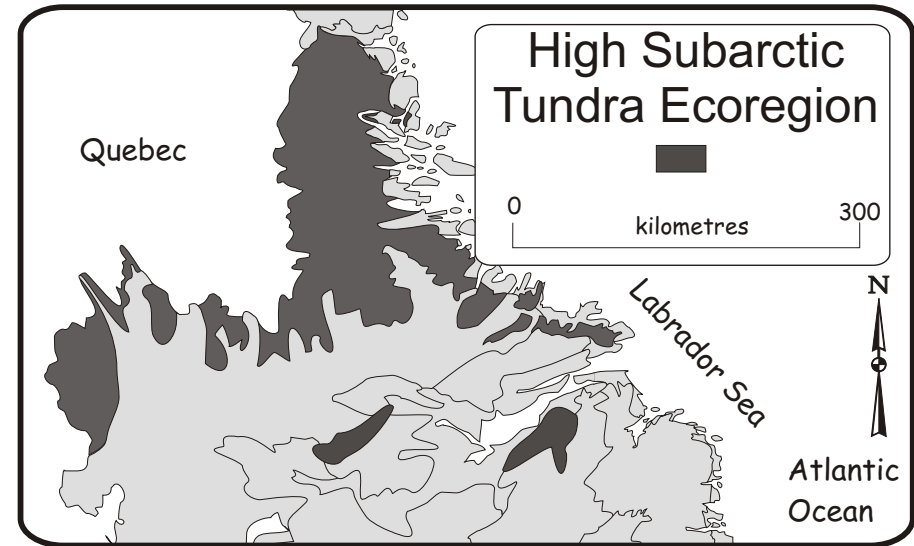 High Subarctic
Tundra Ecoregion
Quebec
0
300
kilometres
N
Labrador Sea
Atlantic
Ocean